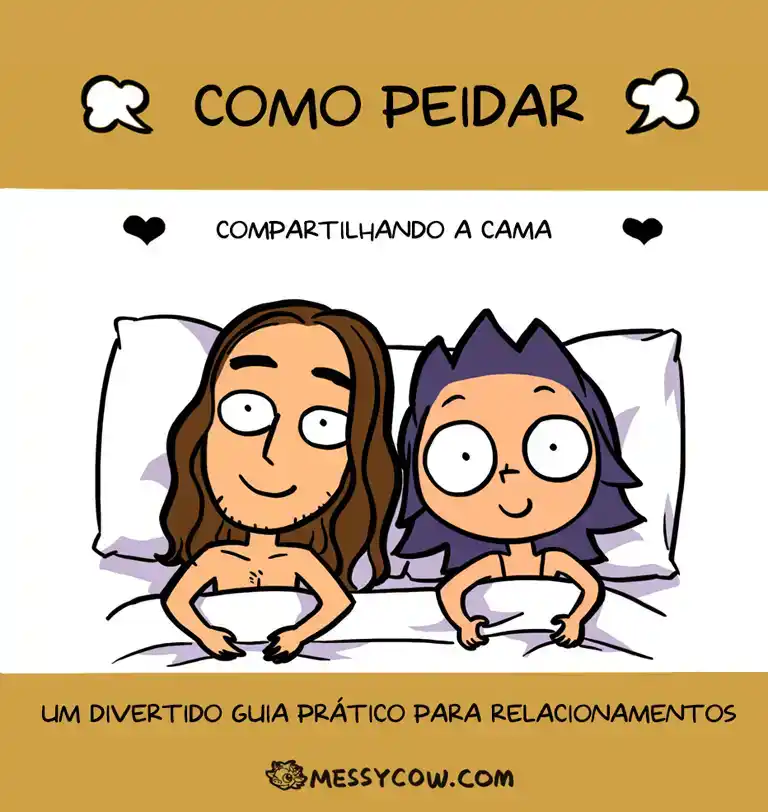 COMO PEIDAR
COMPARTILHANDO A CAMA
UM DIVERTIDO GUIA PRÁTICO PARA RELACIONAMENTOS
MESSYCOW.COM